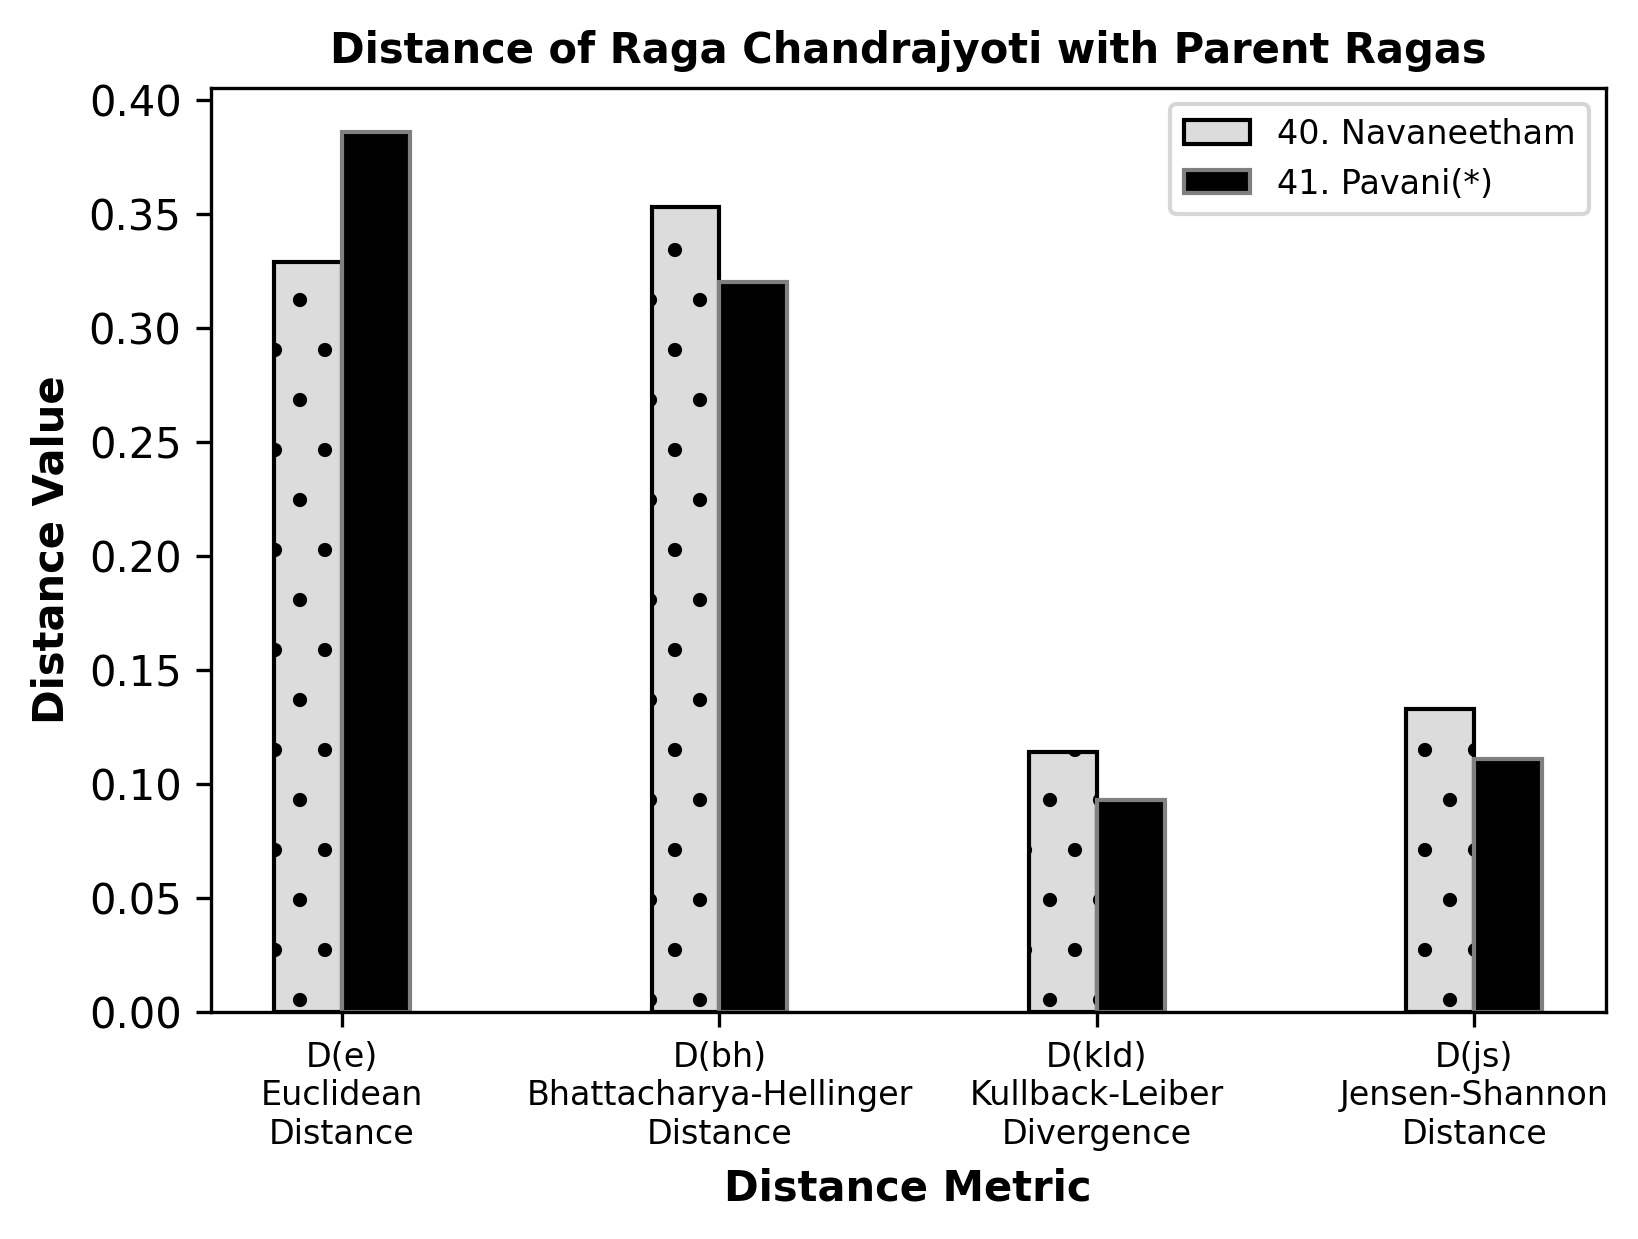 Distance of Raga Chandrajyoti with Parent Ragas
40. Navaneetham
41. Pavani(*)
Distance Value
0.40
0.35
0.30
0.25
0.20
0.15
0.10
0.05
0.00
D(e)
Euclidean
Distance
D(bh)
Bhattacharya-Hellinger
Distance
D(kld)
Kullback-Leiber
Divergence
D(js)
Jensen-Shannon
Distance
Distance Metric